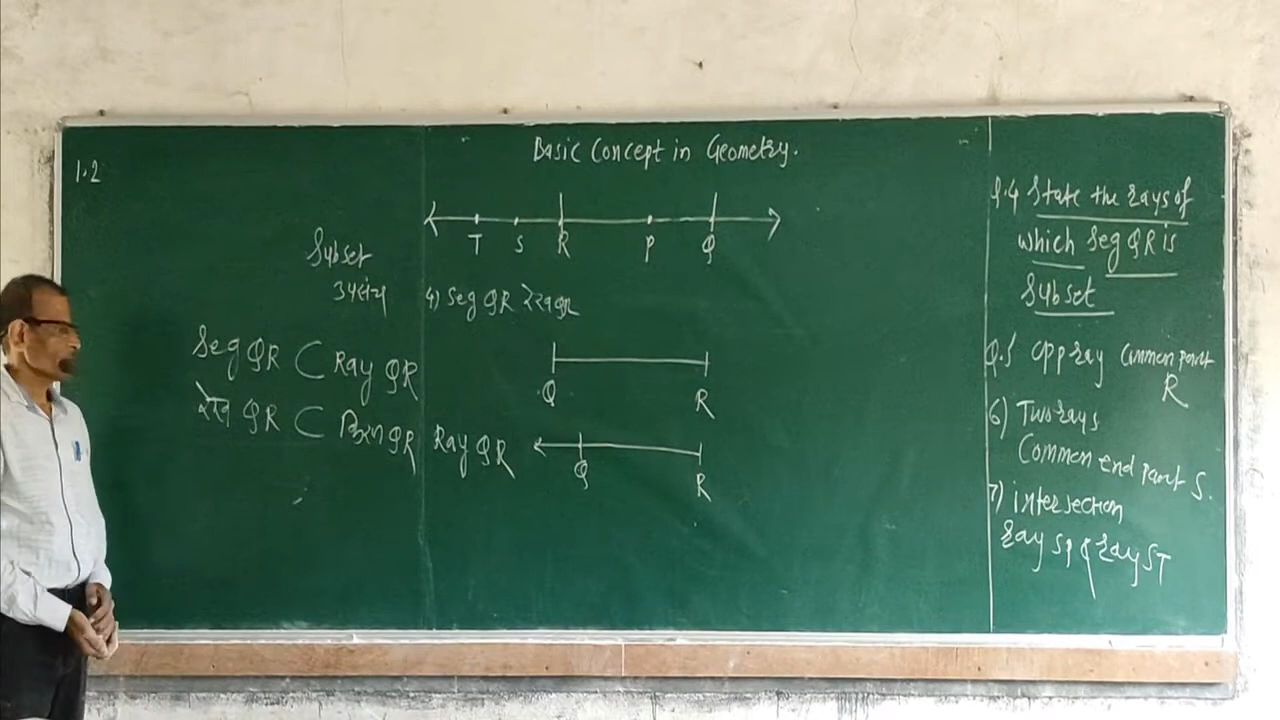 1.2
Basic Concept in Geometry.
T S R P Q
Subset
उपसंच
4) Seg QR रेख QR
Seg QR ⊂ Ray QR
रेख QR ⊂ किरण QR
Q R
Ray QR
Q R
Q.4 State the rays of
which Seg QR is
Subset
Q.5 opp ray Common point
R
6) Two rays
Common end point S.
7) intersection
ray SP & ray ST